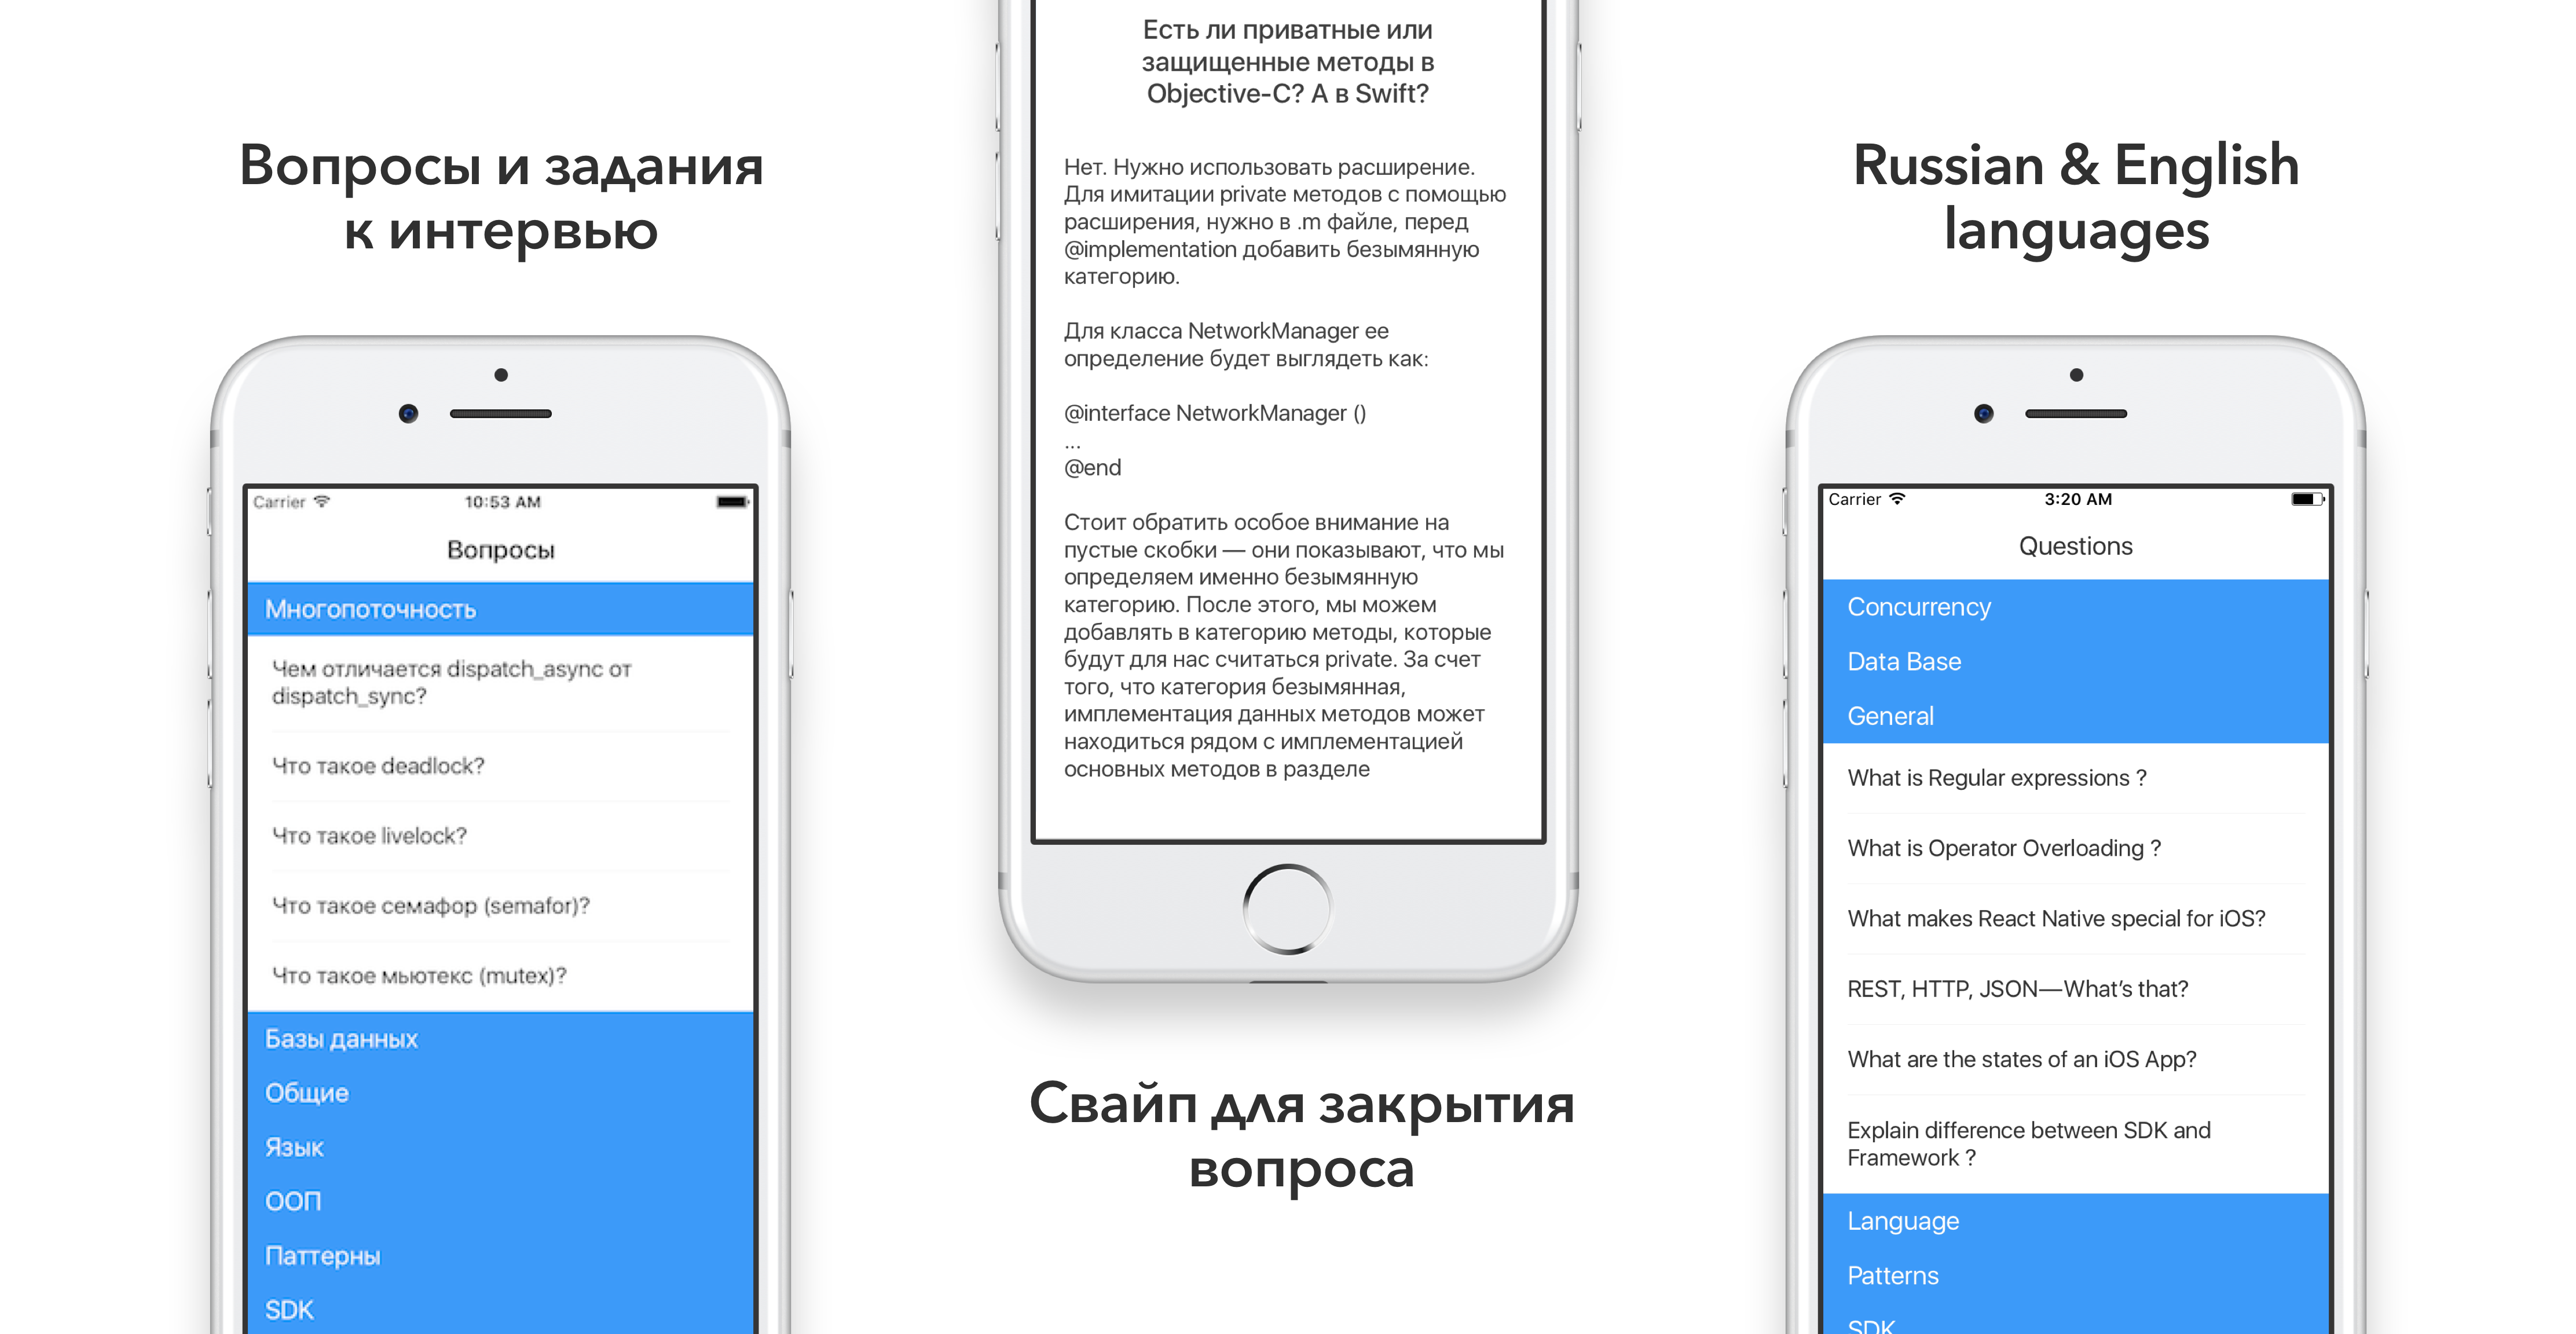 Вопросы и задания
к интервью
Carrier
10:53 AM
Вопросы
Многопоточность
Чем отличается dispatch_async от
dispatch_sync?
Что такое deadlock?
Что такое livelock?
Что такое семафор (semafor)?
Что такое мьютекс (mutex)?
Базы данных
Общие
Язык
ООП
Паттерны
SDK
Есть ли приватные или
защищенные методы в
Objective-C? А в Swift?
Нет. Нужно использовать расширение.
Для имитации private методов с помощью
расширения, нужно в .m файле, перед
@implementation добавить безымянную
категорию.
Для класса NetworkManager ее
определение будет выглядеть как:
@interface NetworkManager ()
...
@end
Стоит обратить особое внимание на
пустые скобки — они показывают, что мы
определяем именно безымянную
категорию. После этого, мы можем
добавлять в категорию методы, которые
будут для нас считаться private. За счет
того, что категория безымянная,
имплементация данных методов может
находиться рядом с имплементацией
основных методов в разделе
Свайп для закрытия
вопроса
Russian & English
languages
Carrier
3:20 AM
Questions
Concurrency
Data Base
General
What is Regular expressions ?
What is Operator Overloading ?
What makes React Native special for iOS?
REST, HTTP, JSON—What's that?
What are the states of an iOS App?
Explain difference between SDK and
Framework ?
Language
Patterns
SDK